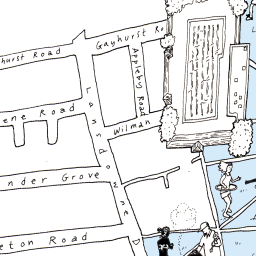 Gayhurst Ro
hurst Road
Appleby Road
ene Road
Lansdowne D
Wilman
nder Grove
eton Road